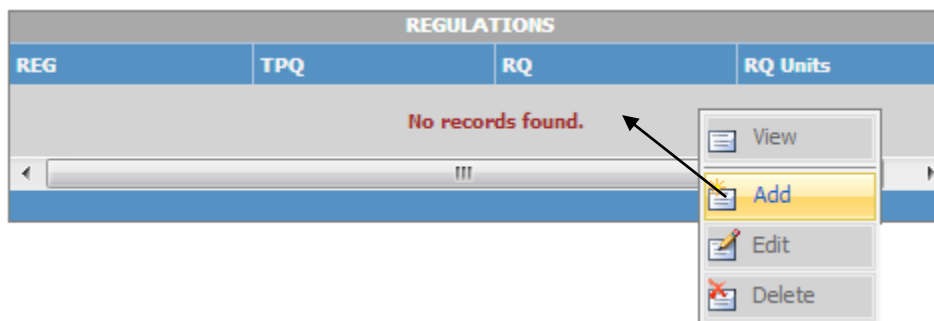 REGULATIONS
REG TPQ RQ RQ Units
No records found.
View
Add
Edit
Delete